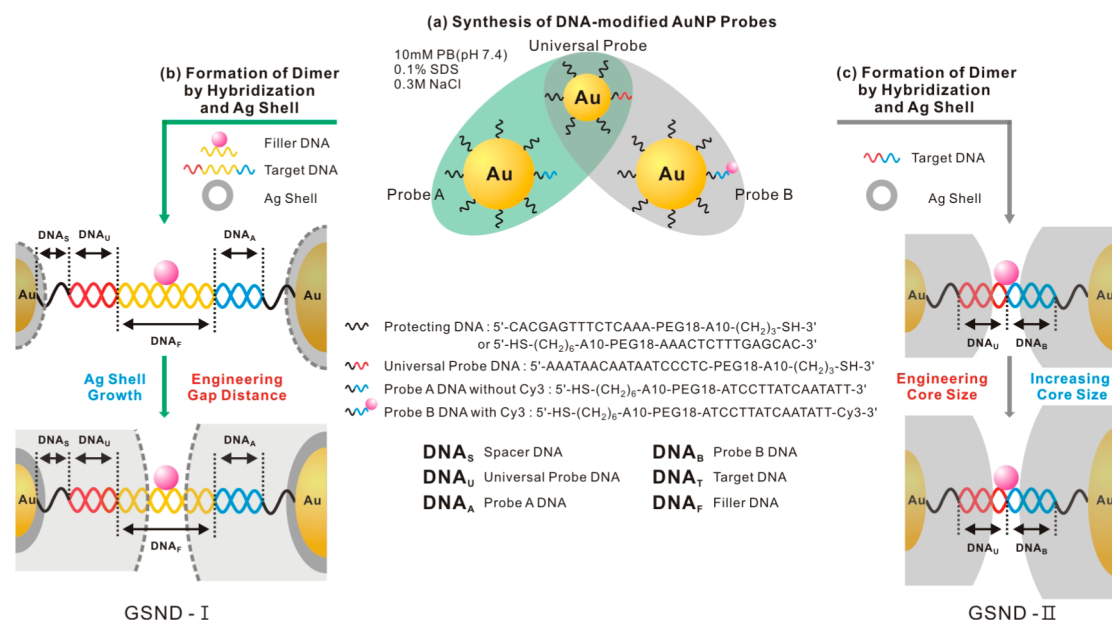 (a) Synthesis of DNA-modified AuNP Probes
10mM PB(pH 7.4)
0.1% SDS
0.3M NaCl
Universal Probe
Au
Au
Au
Probe A
Probe B
(b) Formation of Dimer
by Hybridization
and Ag Shell
Filler DNA
Target DNA
Ag Shell
DNAS
DNAU
DNAA
Au
Au
DNAF
Ag Shell
Growth
Engineering
Gap Distance
DNAS
DNAU
DNAA
Au
Au
DNAF
GSND - I
(c) Formation of Dimer
by Hybridization
and Ag Shell
Target DNA
Ag Shell
Au
Au
DNAU
DNAB
Engineering
Core Size
Increasing
Core Size
Au
Au
DNAU
DNAB
GSND -II
Protecting DNA : 5'-CACGAGTTTCTCAAA-PEG18-A10-(CH2)3-SH-3'
or 5'-HS-(CH2)6-A10-PEG18-AAACTCTTTGAGCAC-3'
Universal Probe DNA : 5'-AAATAACAATAATCCCTC-PEG18-A10-(CH2)3-SH-3'
Probe A DNA without Cy3 : 5'-HS-(CH2)6-A10-PEG18-ATCCTTATCAATATT-3'
Probe B DNA with Cy3 : 5'-HS-(CH2)6-A10-PEG18-ATCCTTATCAATATT-Cy3-3'
DNAS Spacer DNA
DNAU Universal Probe DNA
DNAA Probe A DNA
DNAB Probe B DNA
DNAT Target DNA
DNAF Filler DNA